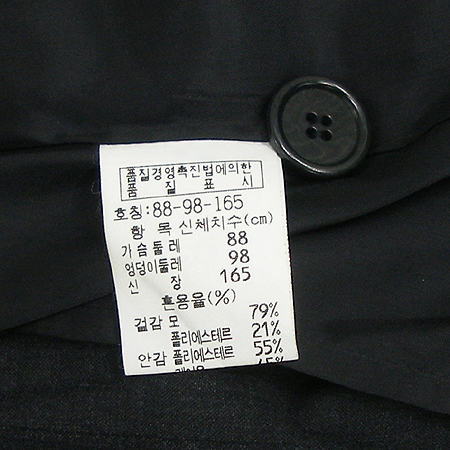 품질경영촉진법에의한
품 질 표 시
호칭:88-98-165
항 목 신체치수(cm)
가슴둘레 88
엉덩이둘레 98
신 장 165
혼용율(%)
겉감 모 79%
폴리에스테르 21%
안감 폴리에스테르 55%